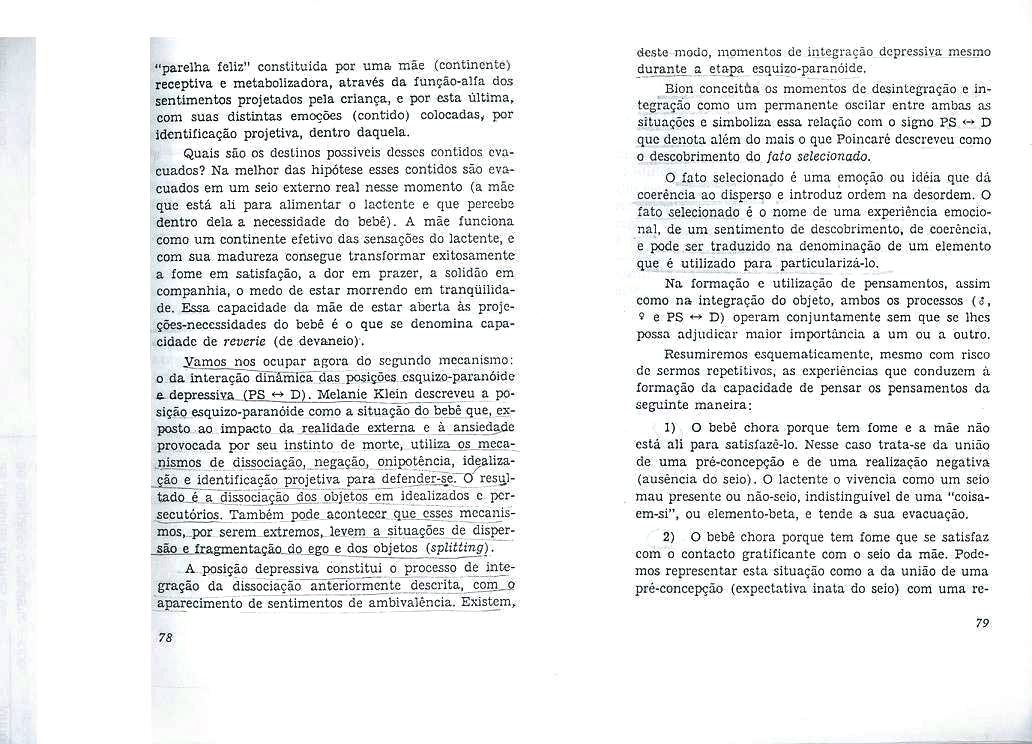 "parelha feliz" constituída por uma mãe (continente)
receptiva e metabolizadora, através da função-alfa dos
sentimentos projetados pela criança, e por esta última,
com suas distintas emoções (contido) colocadas, por
identificação projetiva, dentro daquela.
Quais são os destinos possíveis desses contidos eva-
cuados? Na melhor das hipótese esses contidos são eva-
cuados em um seio externo real nesse momento (a mãe
que está ali para alimentar o lactente e que percebe
dentro dela a necessidade do bebê). A mãe funciona
como um continente efetivo das sensações do lactente, e
com sua madureza consegue transformar exitosamente
a fome em satisfação, a dor em prazer, a solidão em
companhia, o medo de estar morrendo em tranqüilida-
de. Essa capacidade da mãe de estar aberta às proje-
ções-necessidades do bebê é o que se denomina capa-
cidade de reverie (de devaneio).
Vamos nos ocupar agora do segundo mecanismo:
o da interação dinâmica das posições esquizo-paranóide
e depressiva (PS ↔ D). Melanie Klein descreveu a po-
sição esquizo-paranóide como a situação do bebê que, ex-
posto ao impacto da realidade externa e à ansiedade
provocada por seu instinto de morte, utiliza os meca-
nismos de dissociação, negação, onipotência, idealiza-
ção e identificação projetiva para defender-se. O resul-
tado é a dissociação dos objetos em idealizados e per-
secutórios. Também pode acontecer que esses mecanis-
mos, por serem extremos, levem a situações de disper-
são e fragmentação do ego e dos objetos (splitting).
A posição depressiva constitui o processo de inte-
gração da dissociação anteriormente descrita, com o
aparecimento de sentimentos de ambivalência. Existem,
78
deste modo, momentos de integração depressiva mesmo
durante a etapa esquizo-paranóide.
Bion conceitúa os momentos de desintegração e in-
tegração como um permanente oscilar entre ambas as
situações e simboliza essa relação com o signo PS ↔ D
que denota além do mais o que Poincaré descreveu como
o descobrimento do fato selecionado.
O fato selecionado é uma emoção ou idéia que dá
coerência ao disperso e introduz ordem na desordem. O
fato selecionado é o nome de uma experiência emocio-
nal, de um sentimento de descobrimento, de coerência,
e pode ser traduzido na denominação de um elemento
que é utilizado para particularizá-lo.
Na formação e utilização de pensamentos, assim
como na integração do objeto, ambos os processos (♂,
♀ e PS ↔ D) operam conjuntamente sem que se lhes
possa adjudicar maior importância a um ou a outro.
Resumiremos esquematicamente, mesmo com risco
de sermos repetitivos, as experiências que conduzem à
formação da capacidade de pensar os pensamentos da
seguinte maneira:
1) O bebê chora porque tem fome e a mãe não
está ali para satisfazê-lo. Nesse caso trata-se da união
de uma pré-concepção e de uma realização negativa
(ausência do seio). O lactente o vivencia como um seio
mau presente ou não-seio, indistinguível de uma "coisa-
em-si", ou elemento-beta, e tende a sua evacuação.
2) O bebê chora porque tem fome que se satisfaz
com o contacto gratificante com o seio da mãe. Pode-
mos representar esta situação como a da união de uma
pré-concepção (expectativa inata do seio) com uma re-
79